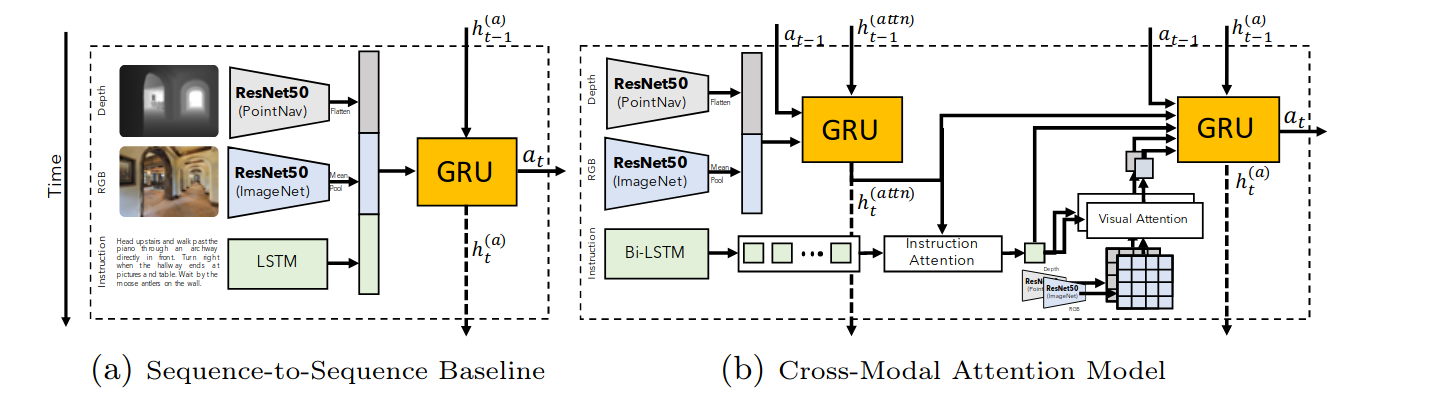 Time
Depth
RGB
Instruction
ResNet50
(PointNav)
Flatten
ResNet50
(ImageNet)
Mean
Pool
Head upstairs and walk past the
piano through an archway
directly in front. Turn right
when the hallway ends at
pictures and table. Wait by the
moose antlers on the wall.
LSTM
h_{t-1}^{(a)}
GRU
a_t
h_t^{(a)}
(a) Sequence-to-Sequence Baseline
Depth
RGB
Instruction
ResNet50
(PointNav)
Flatten
ResNet50
(ImageNet)
Mean
Pool
Bi-LSTM
a_{t-1}
h_{t-1}^{(attn)}
GRU
h_t^{(attn)}
Instruction
Attention
Depth
ResN
(Poin
ResNet50
(ImageNet)
RGB
Visual Attention
a_{t-1}
h_{t-1}^{(a)}
GRU
a_t
h_t^{(a)}
(b) Cross-Modal Attention Model